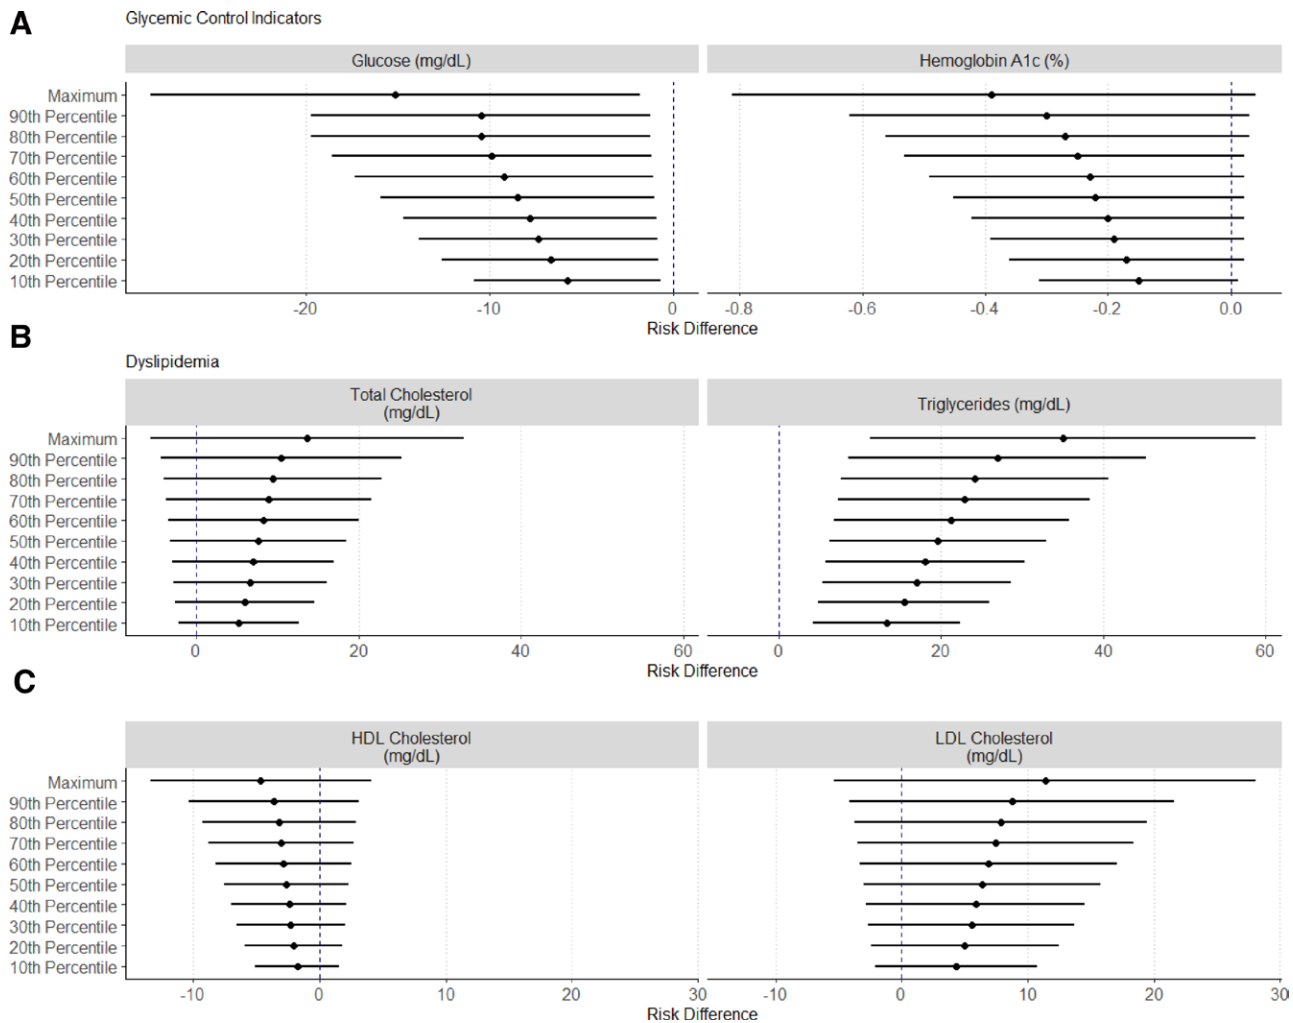 A
Glycemic Control Indicators
Glucose (mg/dL)
Hemoglobin A1c (%)
Maximum
90th Percentile
80th Percentile
70th Percentile
60th Percentile
50th Percentile
40th Percentile
30th Percentile
20th Percentile
10th Percentile
-20 -10 0 -0.8 -0.6 -0.4 -0.2 0.0
Risk Difference
B
Dyslipidemia
Total Cholesterol
(mg/dL)
Triglycerides (mg/dL)
Maximum
90th Percentile
80th Percentile
70th Percentile
60th Percentile
50th Percentile
40th Percentile
30th Percentile
20th Percentile
10th Percentile
0 20 40 60 0 20 40 60
Risk Difference
C
HDL Cholesterol
(mg/dL)
LDL Cholesterol
(mg/dL)
Maximum
90th Percentile
80th Percentile
70th Percentile
60th Percentile
50th Percentile
40th Percentile
30th Percentile
20th Percentile
10th Percentile
-10 0 10 20 30 -10 0 10 20 30
Risk Difference